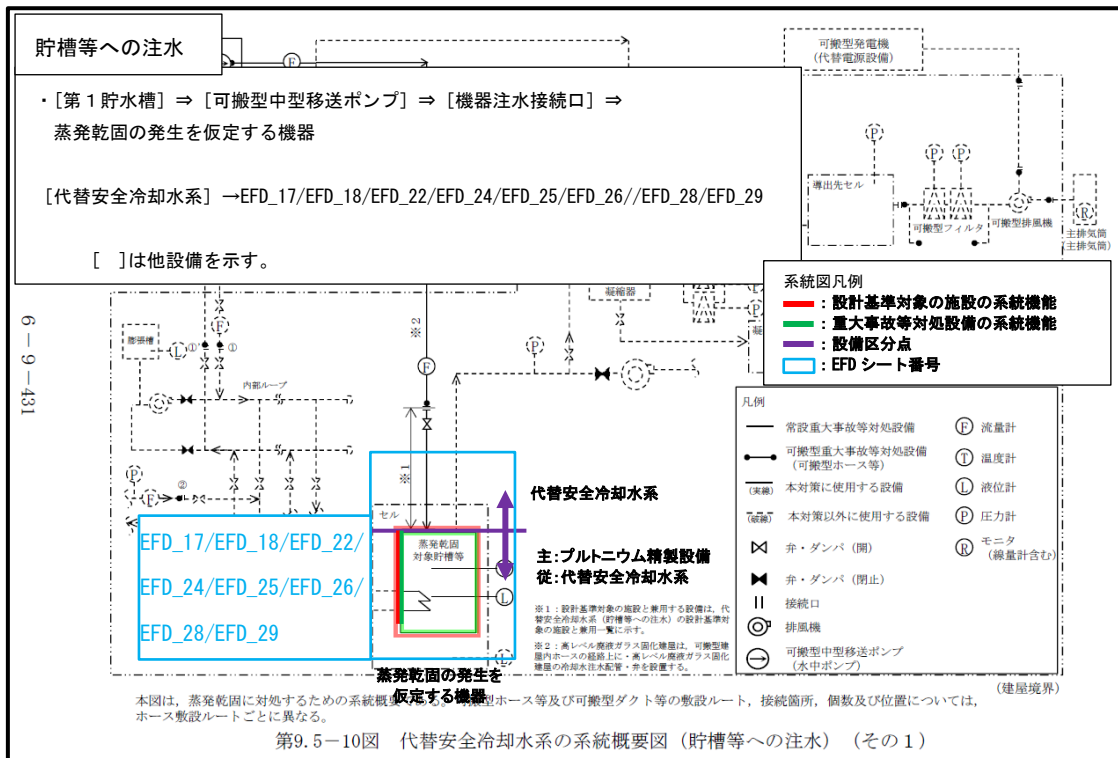 貯槽等への注水
・[第１貯水槽] ⇒ [可搬型中型移送ポンプ] ⇒ [機器注水接続口] ⇒
蒸発乾固の発生を仮定する機器
[代替安全冷却水系] →EFD_17/EFD_18/EFD_22/EFD_24/EFD_25/EFD_26//EFD_28/EFD_29
[　]は他設備を示す。
F
可搬型発電機
(代替電源設備)
P
P
P
導出先セル
可搬型フィルタ
可搬型排風機
R
主排気筒
(主排気筒)
系統図凡例
：設計基準対象の施設の系統機能
：重大事故等対処設備の系統機能
：設備区分点
：EFD シート番号
6－9－431
膨張槽
L
①
F
①
内部ループ
P
F
②
※2
F
※1
凝縮器
P
セル
蒸発乾固
対象貯槽等
L
L
代替安全冷却水系
主：プルトニウム精製設備
従：代替安全冷却水系
EFD_17/EFD_18/EFD_22/
EFD_24/EFD_25/EFD_26/
EFD_28/EFD_29
蒸発乾固の発生を
仮定する機器
※1：設計基準対象の施設と兼用する設備は，代
替安全冷却水系（貯槽等への注水）の設計基準対
象の施設と兼用一覧に示す。
※2：高レベル廃液ガラス固化建屋は，可搬型建
屋内ホースの経路上に・高レベル廃液ガラス固化
建屋の冷却水注水配管・弁を設置する。
凡例
常設重大事故等対処設備
可搬型重大事故等対処設備
(可搬型ホース等)
(実線)
本対策に使用する設備
(破線)
本対策以外に使用する設備
弁・ダンパ（開）
弁・ダンパ（閉止）
接続口
排風機
可搬型中型移送ポンプ
(水中ポンプ)
F 流量計
T 温度計
L 液位計
P 圧力計
R モニタ
(線量計含む)
(建屋境界)
本図は，蒸発乾固に対処するための系統概要 型ホース等及び可搬型ダクト等の敷設ルート，接続箇所，個数及び位置については，
ホース敷設ルートごとに異なる。
第9.5－10図　代替安全冷却水系の系統概要図（貯槽等への注水）（その１）